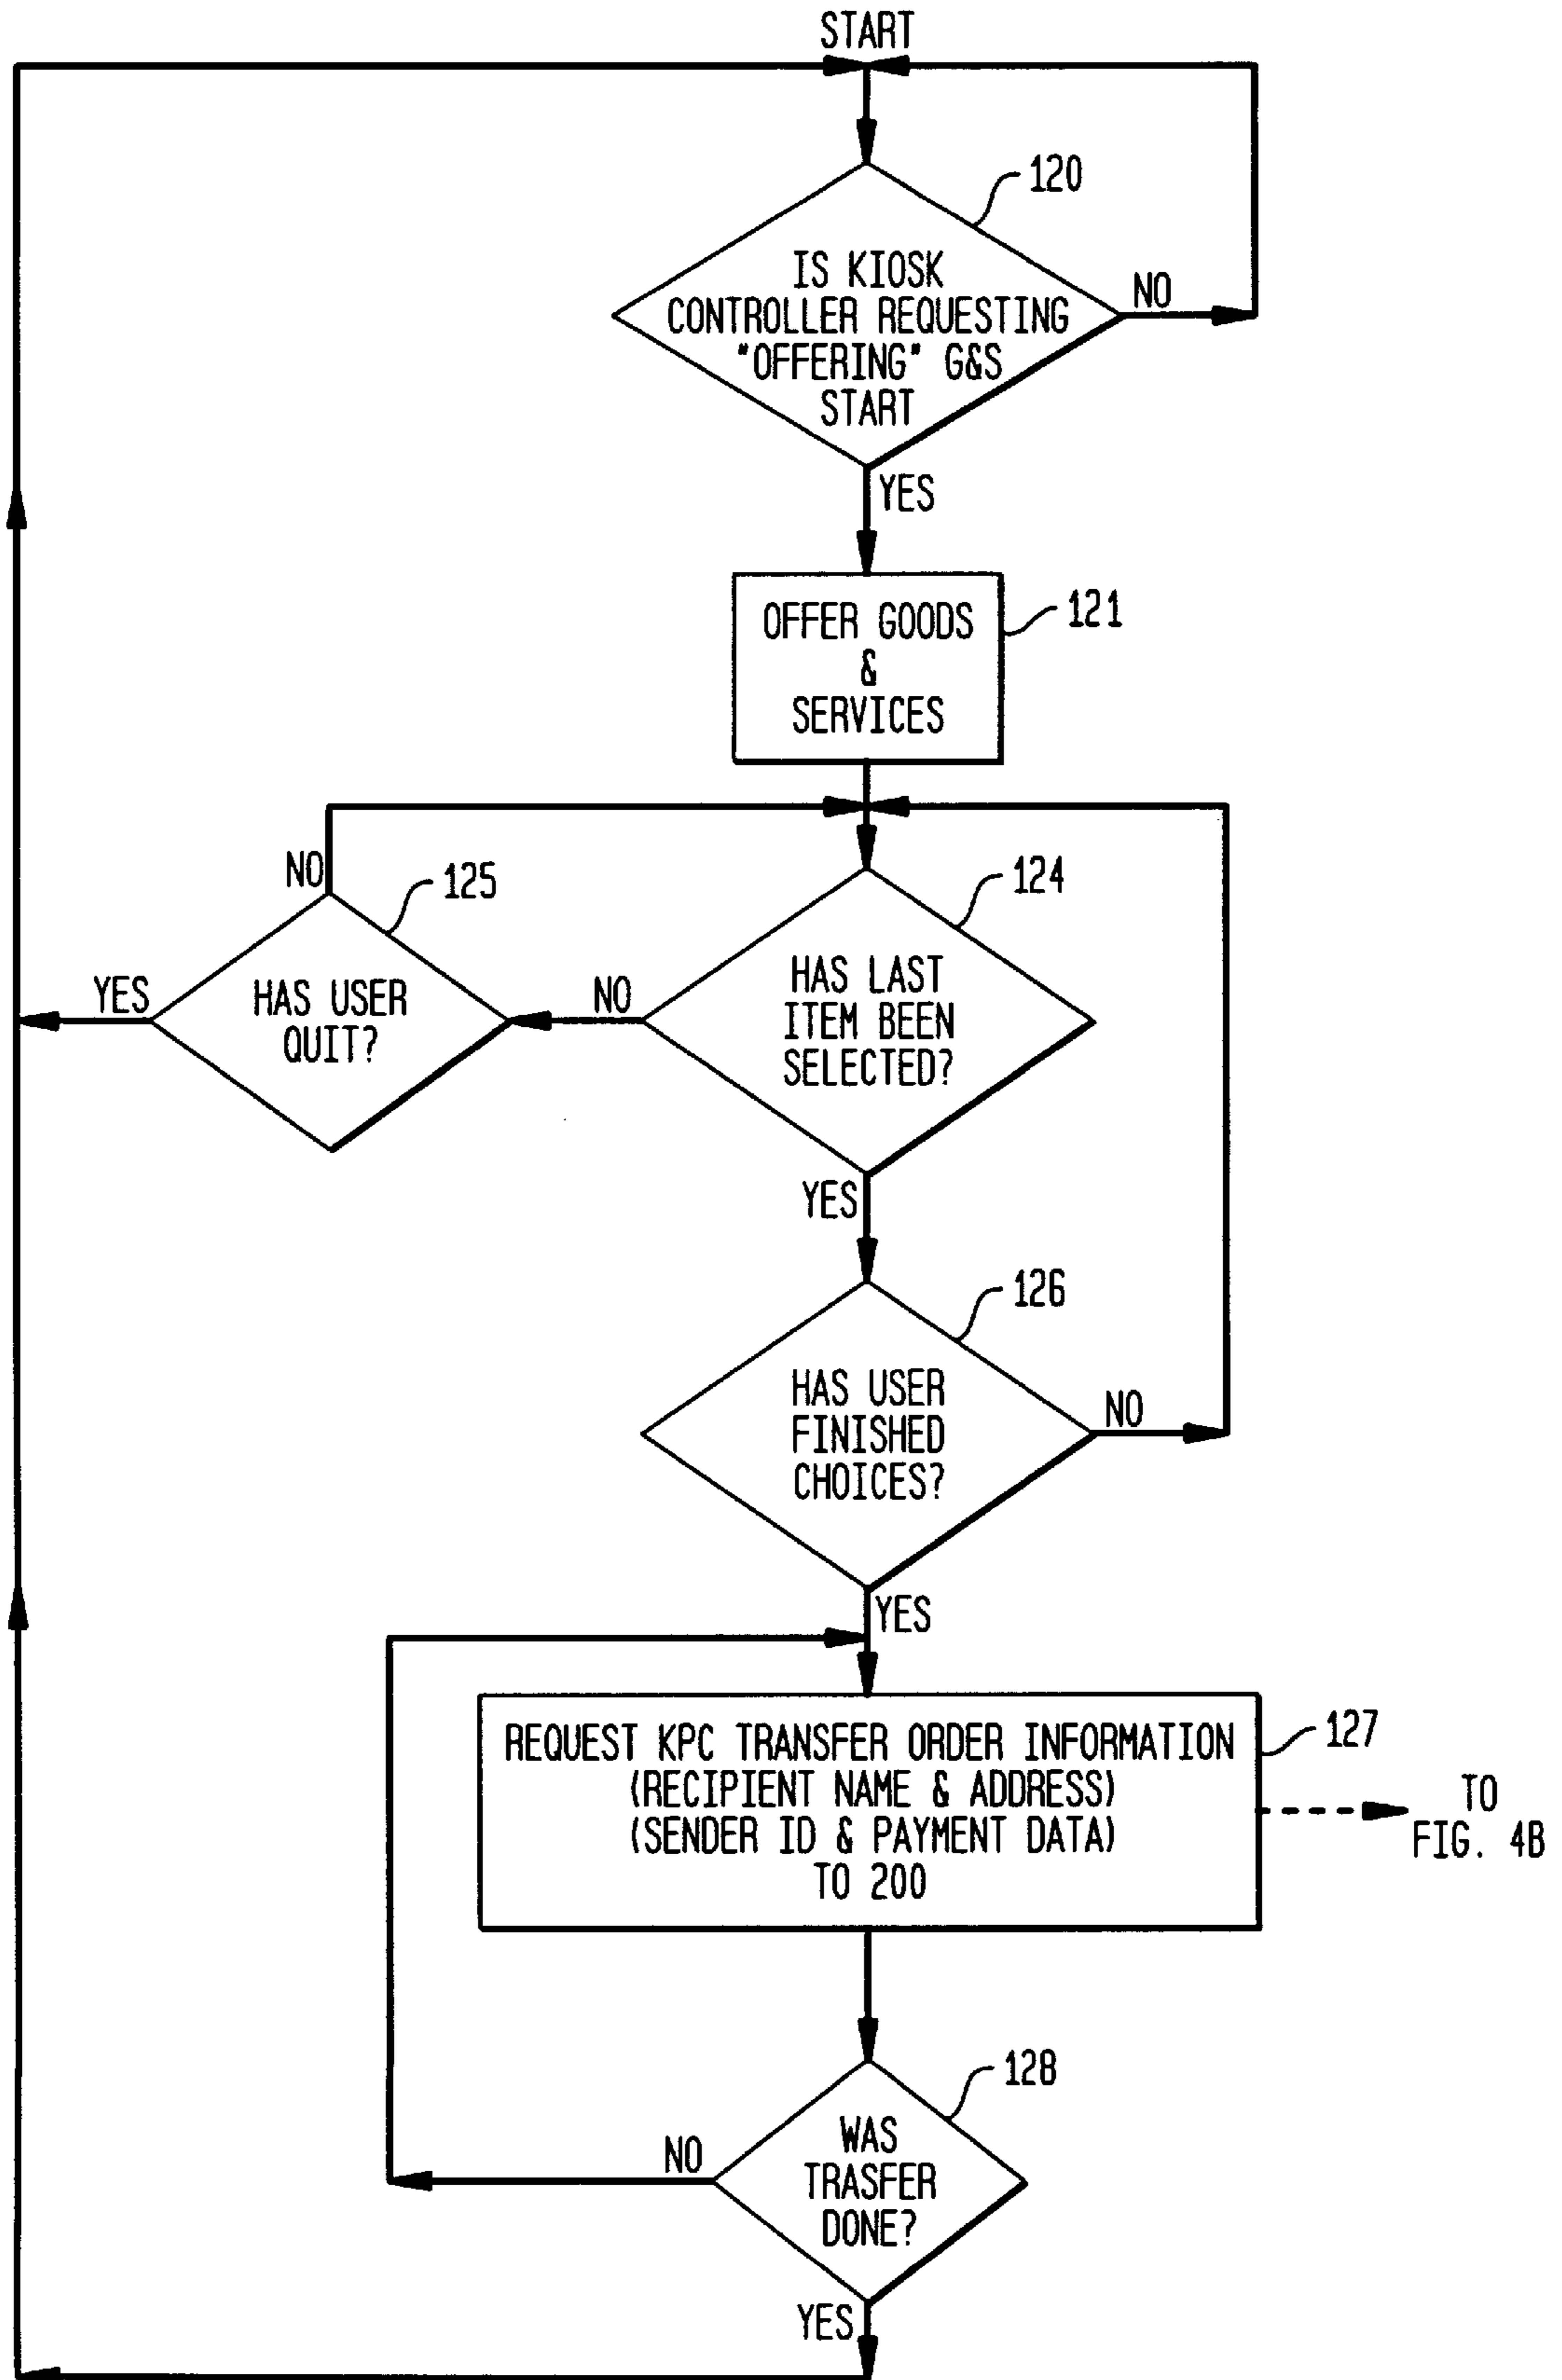 START
120
IS KIOSK
CONTROLLER REQUESTING
"OFFERING" G&S
START
NO
YES
OFFER GOODS
&
SERVICES
121
NO
125
124
YES
HAS USER
QUIT?
NO
HAS LAST
ITEM BEEN
SELECTED?
YES
126
HAS USER
FINISHED
CHOICES?
NO
YES
REQUEST KPC TRANSFER ORDER INFORMATION
(RECIPIENT NAME & ADDRESS)
(SENDER ID & PAYMENT DATA)
TO 200
127
TO
FIG. 4B
128
NO
WAS
TRASFER
DONE?
YES